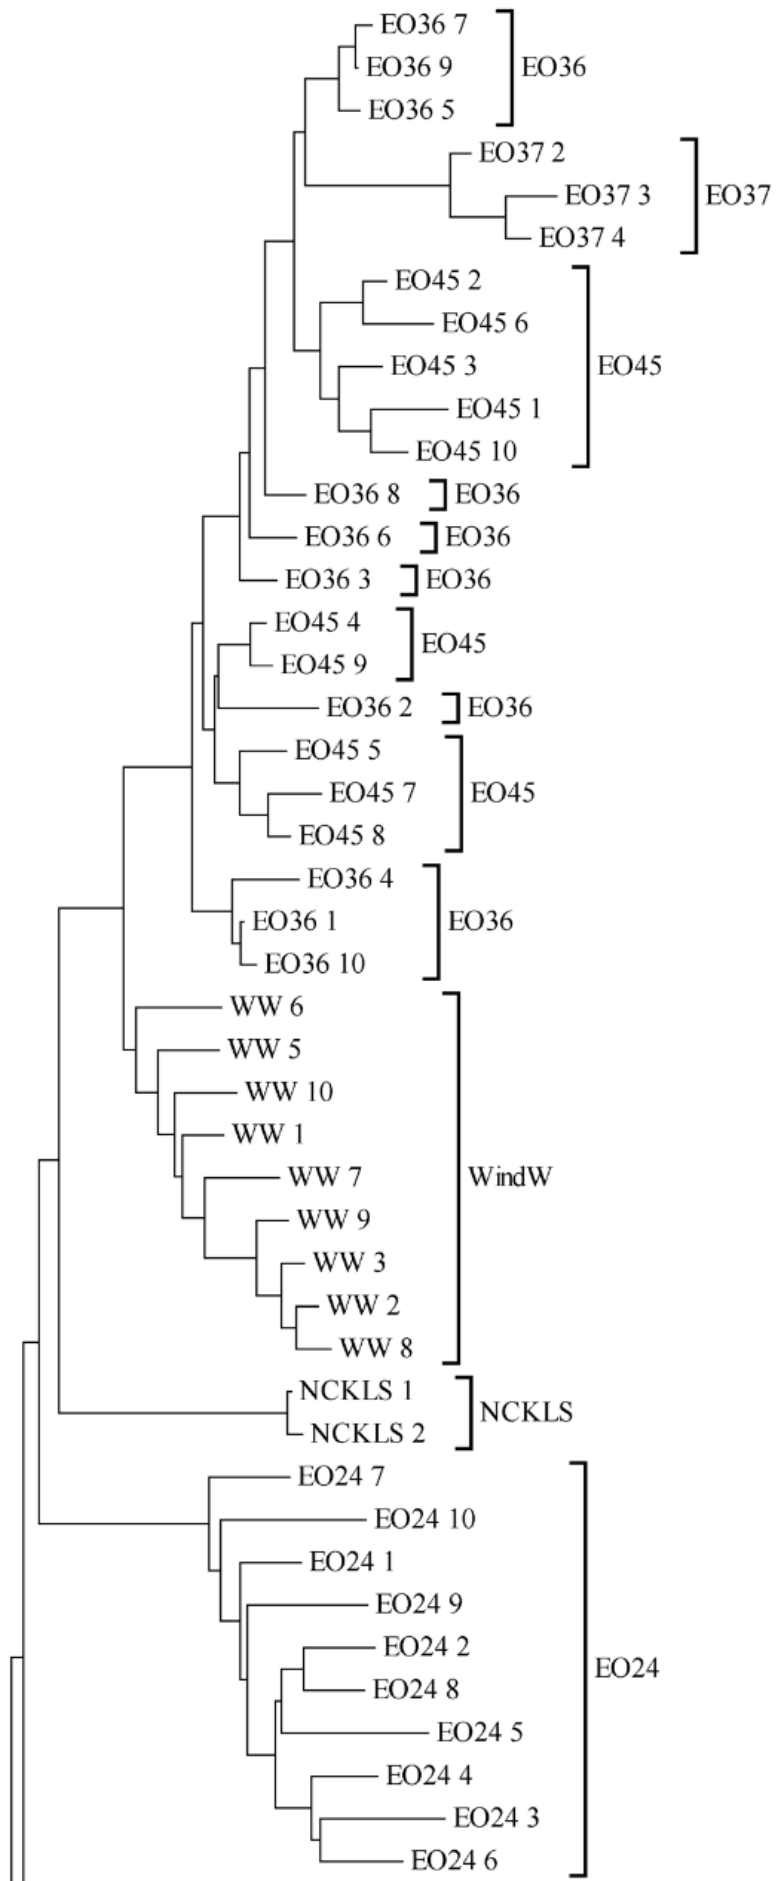 EO36 7
EO36 9
EO36
EO36 5
EO37 2
EO37 3
EO37
EO37 4
EO45 2
EO45 6
EO45 3
EO45
EO45 1
EO45 10
EO36 8
EO36
EO36 6
EO36
EO36 3
EO36
EO45 4
EO45
EO45 9
EO36 2
EO36
EO45 5
EO45 7
EO45
EO45 8
EO36 4
EO36 1
EO36
EO36 10
WW 6
WW 5
WW 10
WW 1
WW 7
WindW
WW 9
WW 3
WW 2
WW 8
NCKLS 1
NCKLS
NCKLS 2
EO24 7
EO24 10
EO24 1
EO24 9
EO24 2
EO24
EO24 8
EO24 5
EO24 4
EO24 3
EO24 6